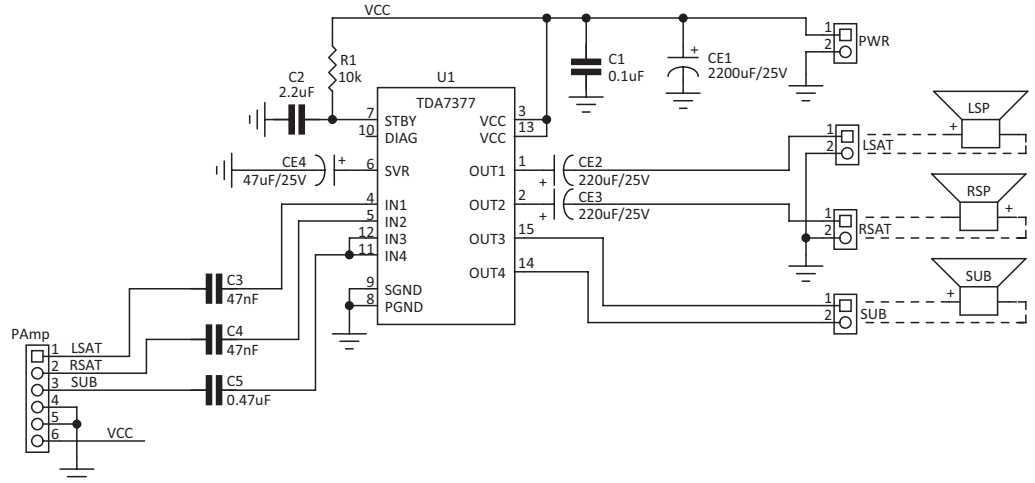 VCC
1
2
PWR
R1
10k
C1
0.1uF
+
CE1
2200uF/25V
C2
2.2uF
U1
TDA7377
7
STBY
10
DIAG
3
VCC
13
VCC
LSP
+
1
2
LSAT
CE4
+
47uF/25V
6
SVR
OUT1
1
CE2
+
220uF/25V
4
IN1
5
IN2
12
IN3
11
IN4
OUT2
2
CE3
+
220uF/25V
RSP
+
1
2
RSAT
OUT3
15
OUT4
14
SUB
+
1
2
SUB
9
SGND
8
PGND
C3
47nF
C4
47nF
C5
0.47uF
PAmp
1
LSAT
2
RSAT
3
SUB
4
5
6
VCC